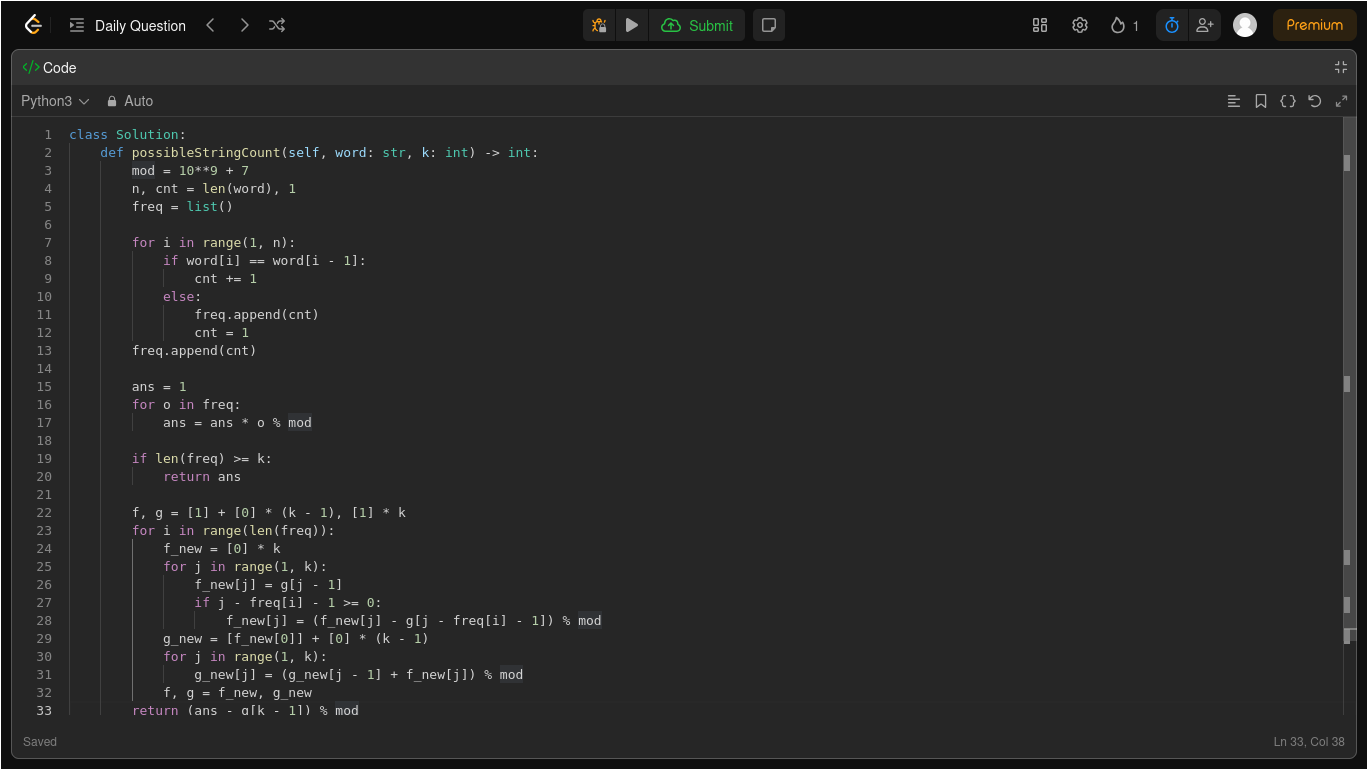 Daily Question
Submit
1
Premium
</> Code
Python3
Auto
1 class Solution:
2     def possibleStringCount(self, word: str, k: int) -> int:
3         mod = 10**9 + 7
4         n, cnt = len(word), 1
5         freq = list()
6
7         for i in range(1, n):
8             if word[i] == word[i - 1]:
9                 cnt += 1
10             else:
11                 freq.append(cnt)
12                 cnt = 1
13         freq.append(cnt)
14
15         ans = 1
16         for o in freq:
17             ans = ans * o % mod
18
19         if len(freq) >= k:
20             return ans
21
22         f, g = [1] + [0] * (k - 1), [1] * k
23         for i in range(len(freq)):
24             f_new = [0] * k
25             for j in range(1, k):
26                 f_new[j] = g[j - 1]
27                 if j - freq[i] - 1 >= 0:
28                     f_new[j] = (f_new[j] - g[j - freq[i] - 1]) % mod
29             g_new = [f_new[0]] + [0] * (k - 1)
30             for j in range(1, k):
31                 g_new[j] = (g_new[j - 1] + f_new[j]) % mod
32             f, g = f_new, g_new
33         return (ans - g[k - 1]) % mod
Saved
Ln 33, Col 38